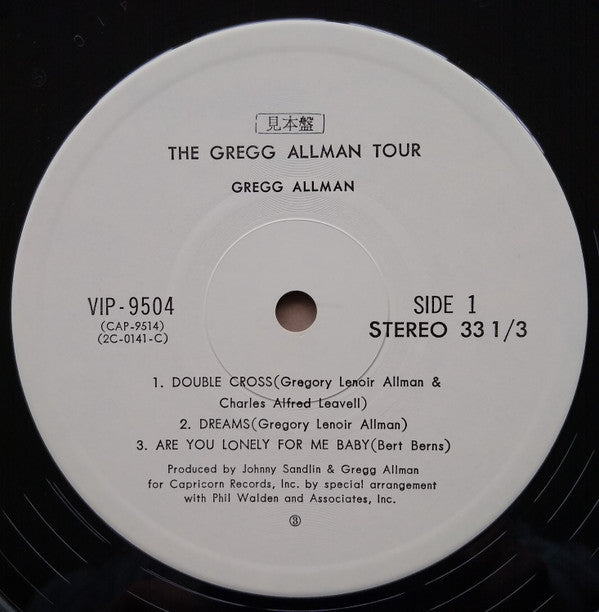 見本盤
THE GREGG ALLMAN TOUR
GREGG ALLMAN
VIP-9504
(CAP-9514)
(2C-0141-C)
SIDE 1
STEREO 33 1/3
1. DOUBLE CROSS(Gregory Lenoir Allman &
Charles Alfred Leavell)
2. DREAMS(Gregory Lenoir Allman)
3. ARE YOU LONELY FOR ME BABY(Bert Berns)
Produced by Johnny Sandlin & Gregg Allman
for Capricorn Records, Inc. by special arrangement
with Phil Walden and Associates, Inc.
③